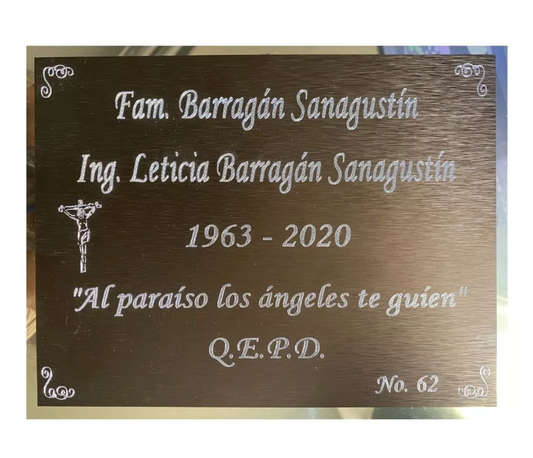 Fam. Barragán Sanagustín
Ing. Leticia Barragán Sanagustín
1963 - 2020
"Al paraíso los ángeles te guíen"
Q.E.P.D.
No. 62